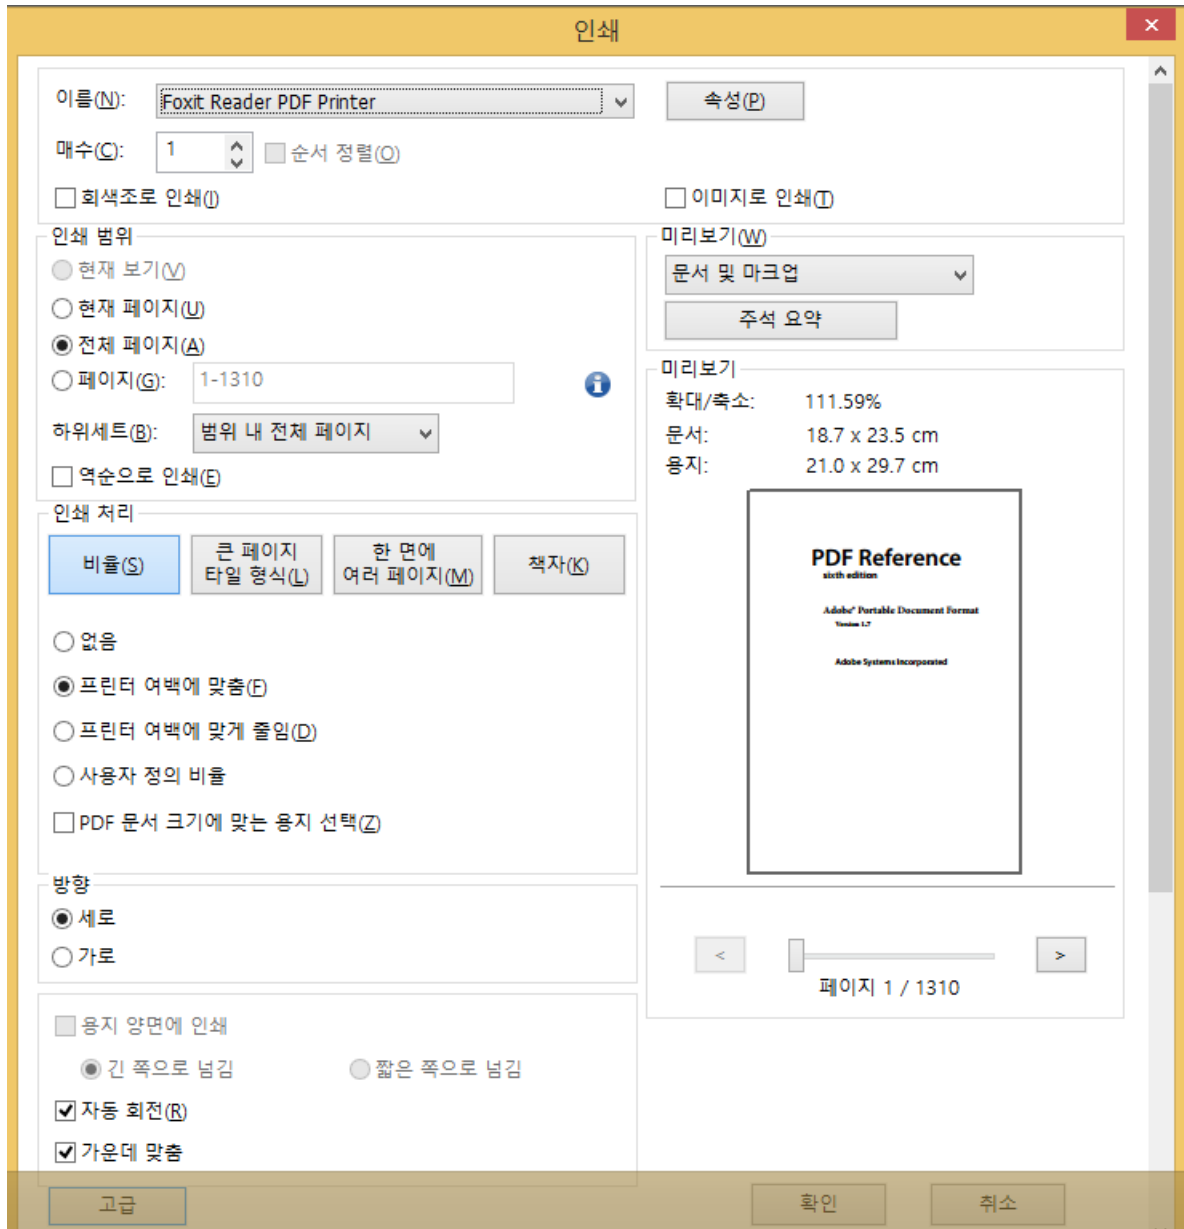 인쇄
이름(N): Foxit Reader PDF Printer 속성(P)
매수(C): 1 순서 정렬(O)
회색조로 인쇄(I) 이미지로 인쇄(T)
인쇄 범위
현재 보기(V)
현재 페이지(U)
전체 페이지(A)
페이지(G): 1-1310
하위세트(B): 범위 내 전체 페이지
역순으로 인쇄(E)
미리보기(W)
문서 및 마크업
주석 요약
미리보기
확대/축소: 111.59%
문서: 18.7 x 23.5 cm
용지: 21.0 x 29.7 cm
PDF Reference
sixth edition
Adobe® Portable Document Format
Version 1.7
Adobe Systems Incorporated
< >
페이지 1 / 1310
인쇄 처리
비율(S)
큰 페이지
타일 형식(L)
한 면에
여러 페이지(M)
책자(K)
없음
프린터 여백에 맞춤(F)
프린터 여백에 맞게 줄임(D)
사용자 정의 비율
PDF 문서 크기에 맞는 용지 선택(Z)
방향
세로
가로
용지 양면에 인쇄
긴 쪽으로 넘김 짧은 쪽으로 넘김
자동 회전(R)
가운데 맞춤
고급 확인 취소